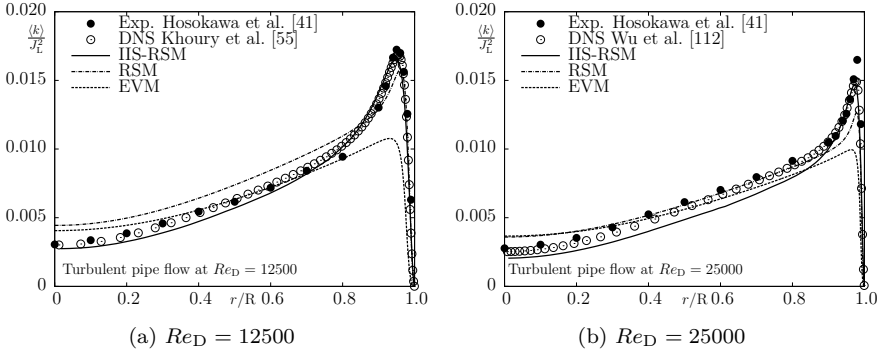 0.020
⟨k⟩/J_L^2
0.015
0.010
0.005
0
Exp. Hosokawa et al. [41]
DNS Khoury et al. [55]
IIS-RSM
RSM
EVM
Turbulent pipe flow at Re_D = 12500
0 0.2 0.4 r/R 0.6 0.8 1.0
(a) Re_D = 12500
0.020
⟨k⟩/J_L^2
0.015
0.010
0.005
0
Exp. Hosokawa et al. [41]
DNS Wu et al. [112]
IIS-RSM
RSM
EVM
Turbulent pipe flow at Re_D = 25000
0 0.2 0.4 r/R 0.6 0.8 1.0
(b) Re_D = 25000